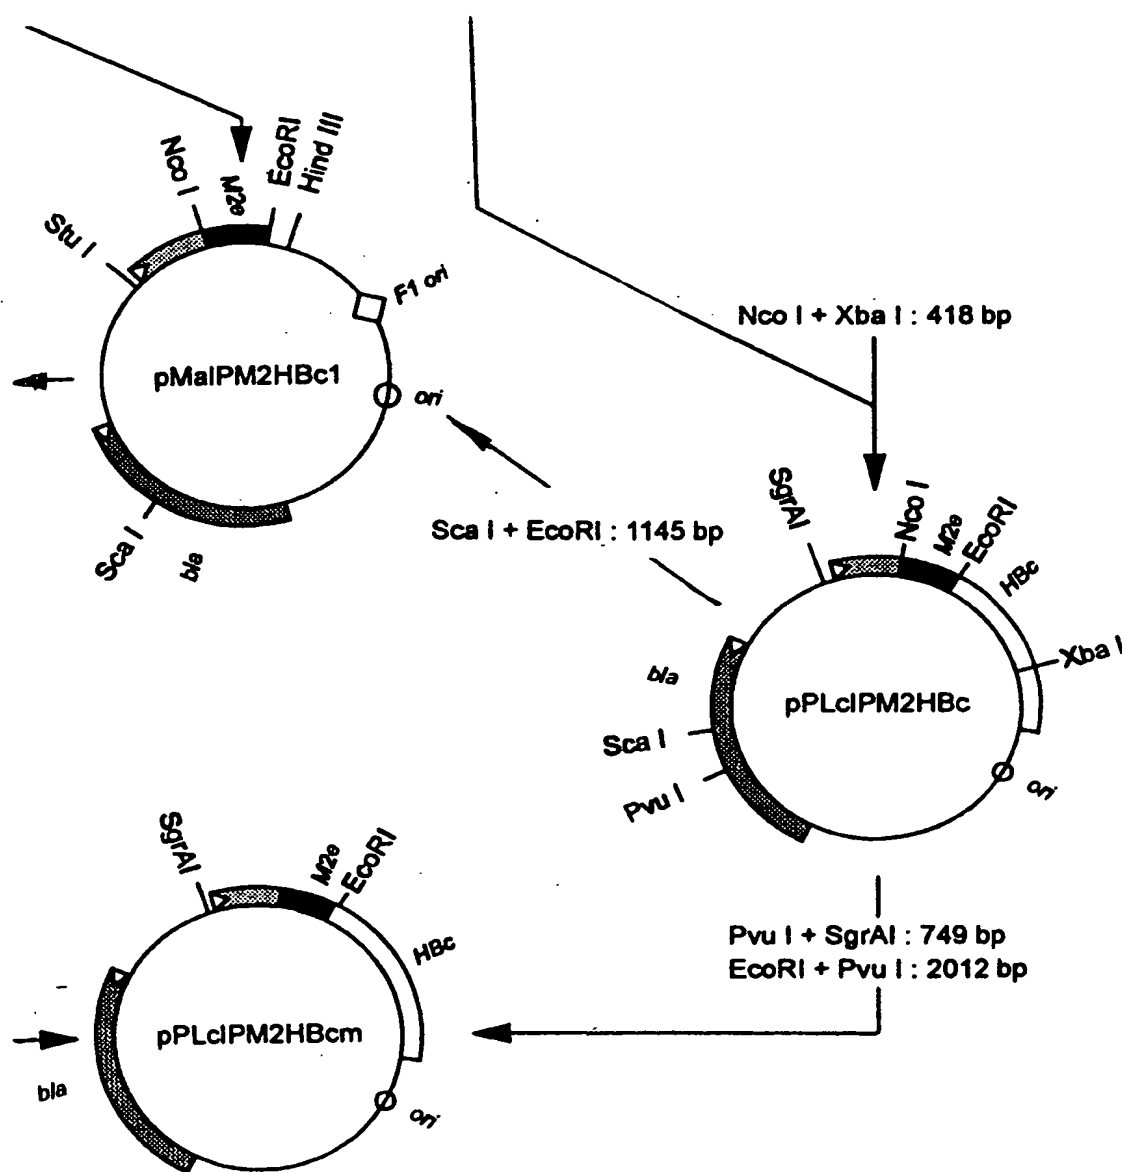 Nco I
M2e
EcoRI
Hind III
Stu I
F1 ori
pMalPM2HBc1
ori
Sca I
bla
Nco I + Xba I : 418 bp
Sca I + EcoRI : 1145 bp
SgrAI
Nco I
M2e
EcoRI
HBc
Xba I
bla
pPLcIPM2HBc
Sca I
Pvu I
ori
Pvu I + SgrAI : 749 bp
EcoRI + Pvu I : 2012 bp
SgrAI
M2e
EcoRI
HBc
pPLcIPM2HBcm
bla
ori